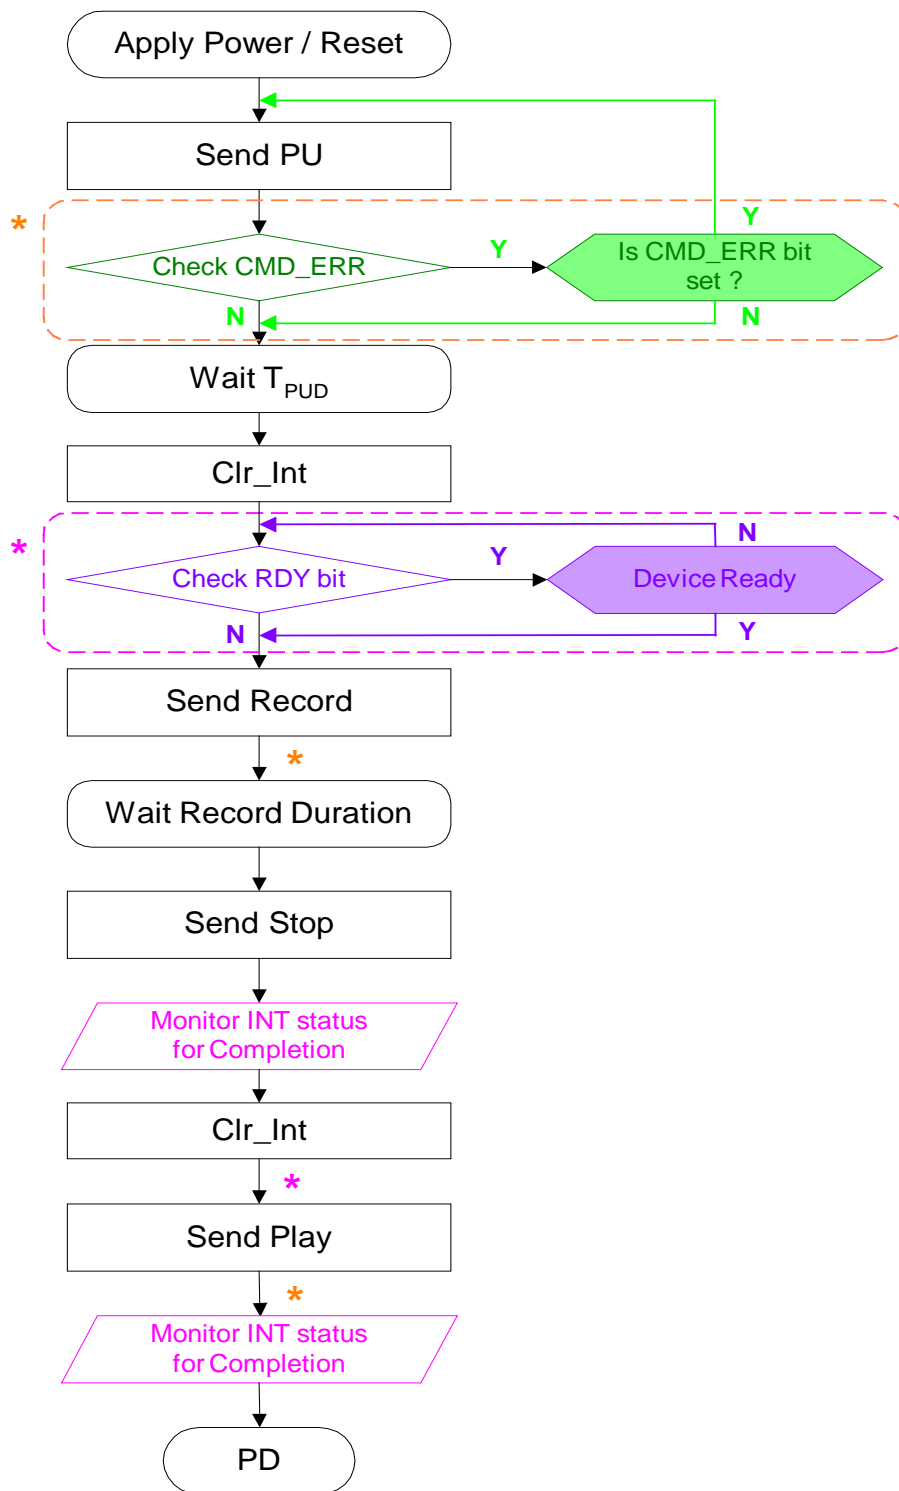 Apply Power / Reset
Send PU
*
Check CMD_ERR
Y
Is CMD_ERR bit
set ?
Y
N
N
Wait TPUD
Clr_Int
*
Check RDY bit
Y
Device Ready
N
N
Y
Send Record
*
Wait Record Duration
Send Stop
Monitor INT status
for Completion
Clr_Int
*
Send Play
*
Monitor INT status
for Completion
PD